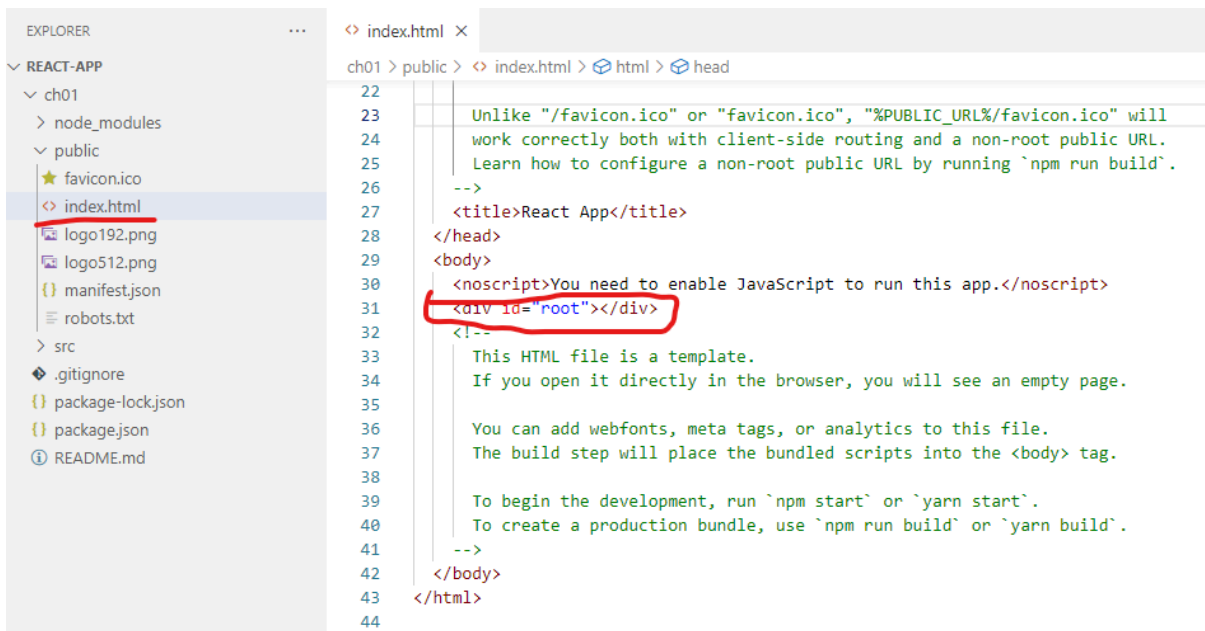 EXPLORER ...
REACT-APP
ch01
node_modules
public
favicon.ico
index.html
logo192.png
logo512.png
manifest.json
robots.txt
src
.gitignore
package-lock.json
package.json
README.md
index.html
ch01 > public > index.html > html > head
22
23 Unlike "/favicon.ico" or "favicon.ico", "%PUBLIC_URL%/favicon.ico" will
24 work correctly both with client-side routing and a non-root public URL.
25 Learn how to configure a non-root public URL by running `npm run build`.
26 -->
27 <title>React App</title>
28 </head>
29 <body>
30 <noscript>You need to enable JavaScript to run this app.</noscript>
31 <div id="root"></div>
32 <!--
33 This HTML file is a template.
34 If you open it directly in the browser, you will see an empty page.
35
36 You can add webfonts, meta tags, or analytics to this file.
37 The build step will place the bundled scripts into the <body> tag.
38
39 To begin the development, run `npm start` or `yarn start`.
40 To create a production bundle, use `npm run build` or `yarn build`.
41 -->
42 </body>
43 </html>
44